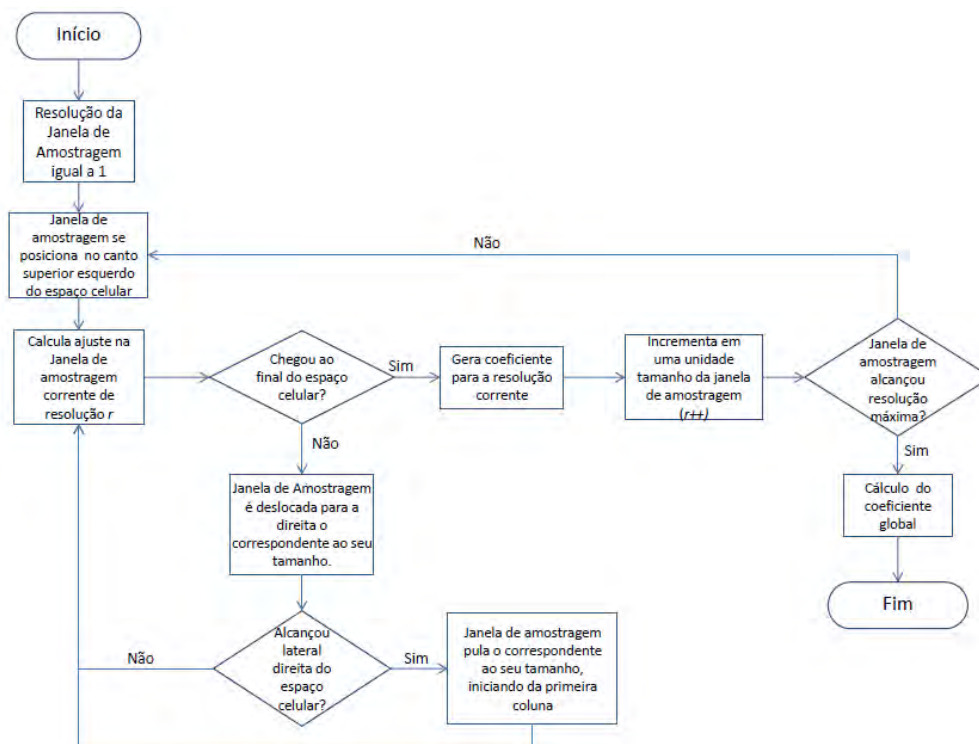 Início
Resolução da
Janela de
Amostragem
igual a 1
Janela de
amostragem se
posiciona no canto
superior esquerdo
do espaço celular
Não
Calcula ajuste na
Janela de
amostragem
corrente de
resolução r
Chegou ao
final do espaço
celular?
Sim
Gera coeficiente
para a resolução
corrente
Incrementa em
uma unidade
tamanho da janela
de amostragem
(r++)
Janela de
amostragem
alcançou
resolução
máxima?
Não
Sim
Janela de Amostragem
é deslocada para a
direita o
correspondente ao seu
tamanho.
Cálculo do
coeficiente
global
Fim
Alcançou
lateral
direita do
espaço
celular?
Não
Sim
Janela de amostragem
pula o correspondente
ao seu tamanho,
iniciando da primeira
coluna